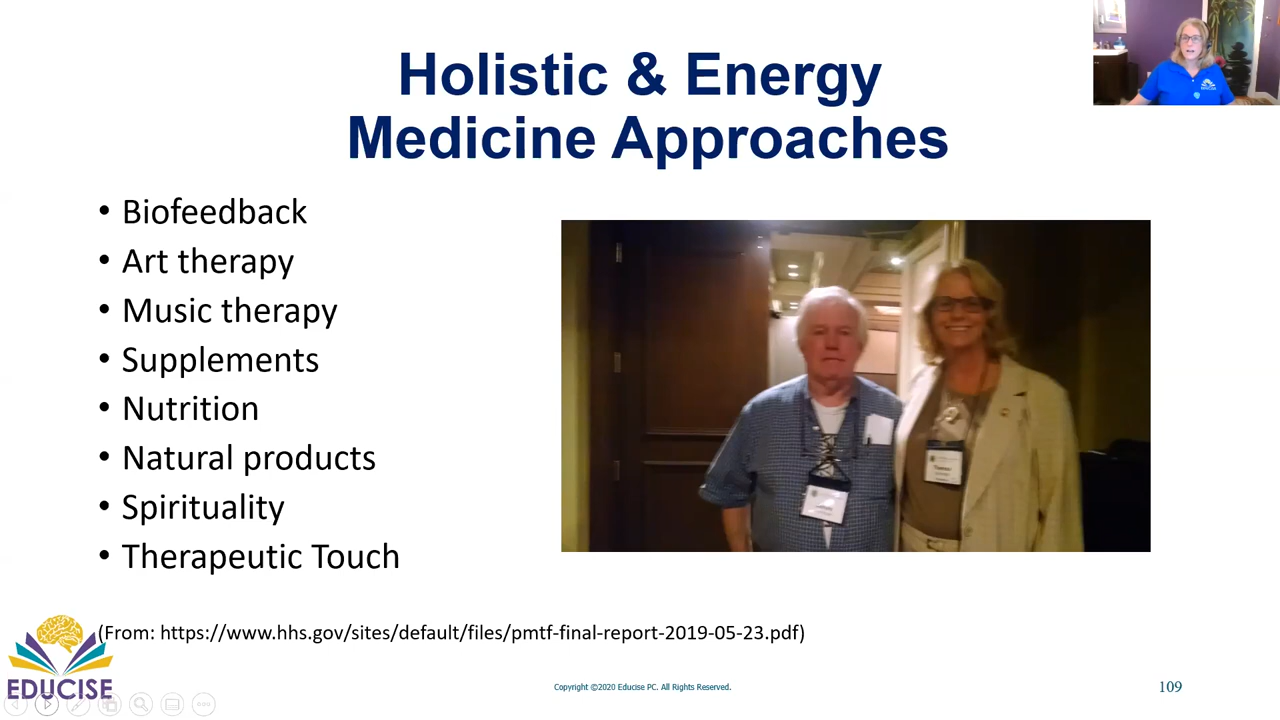 Holistic & Energy
Medicine Approaches
EDUCISE
• Biofeedback
• Art therapy
• Music therapy
• Supplements
• Nutrition
• Natural products
• Spirituality
• Therapeutic Touch
(From: https://www.hhs.gov/sites/default/files/pmtf-final-report-2019-05-23.pdf)
EDUCISE
Copyright ©2020 Educise PC. All Rights Reserved.
109